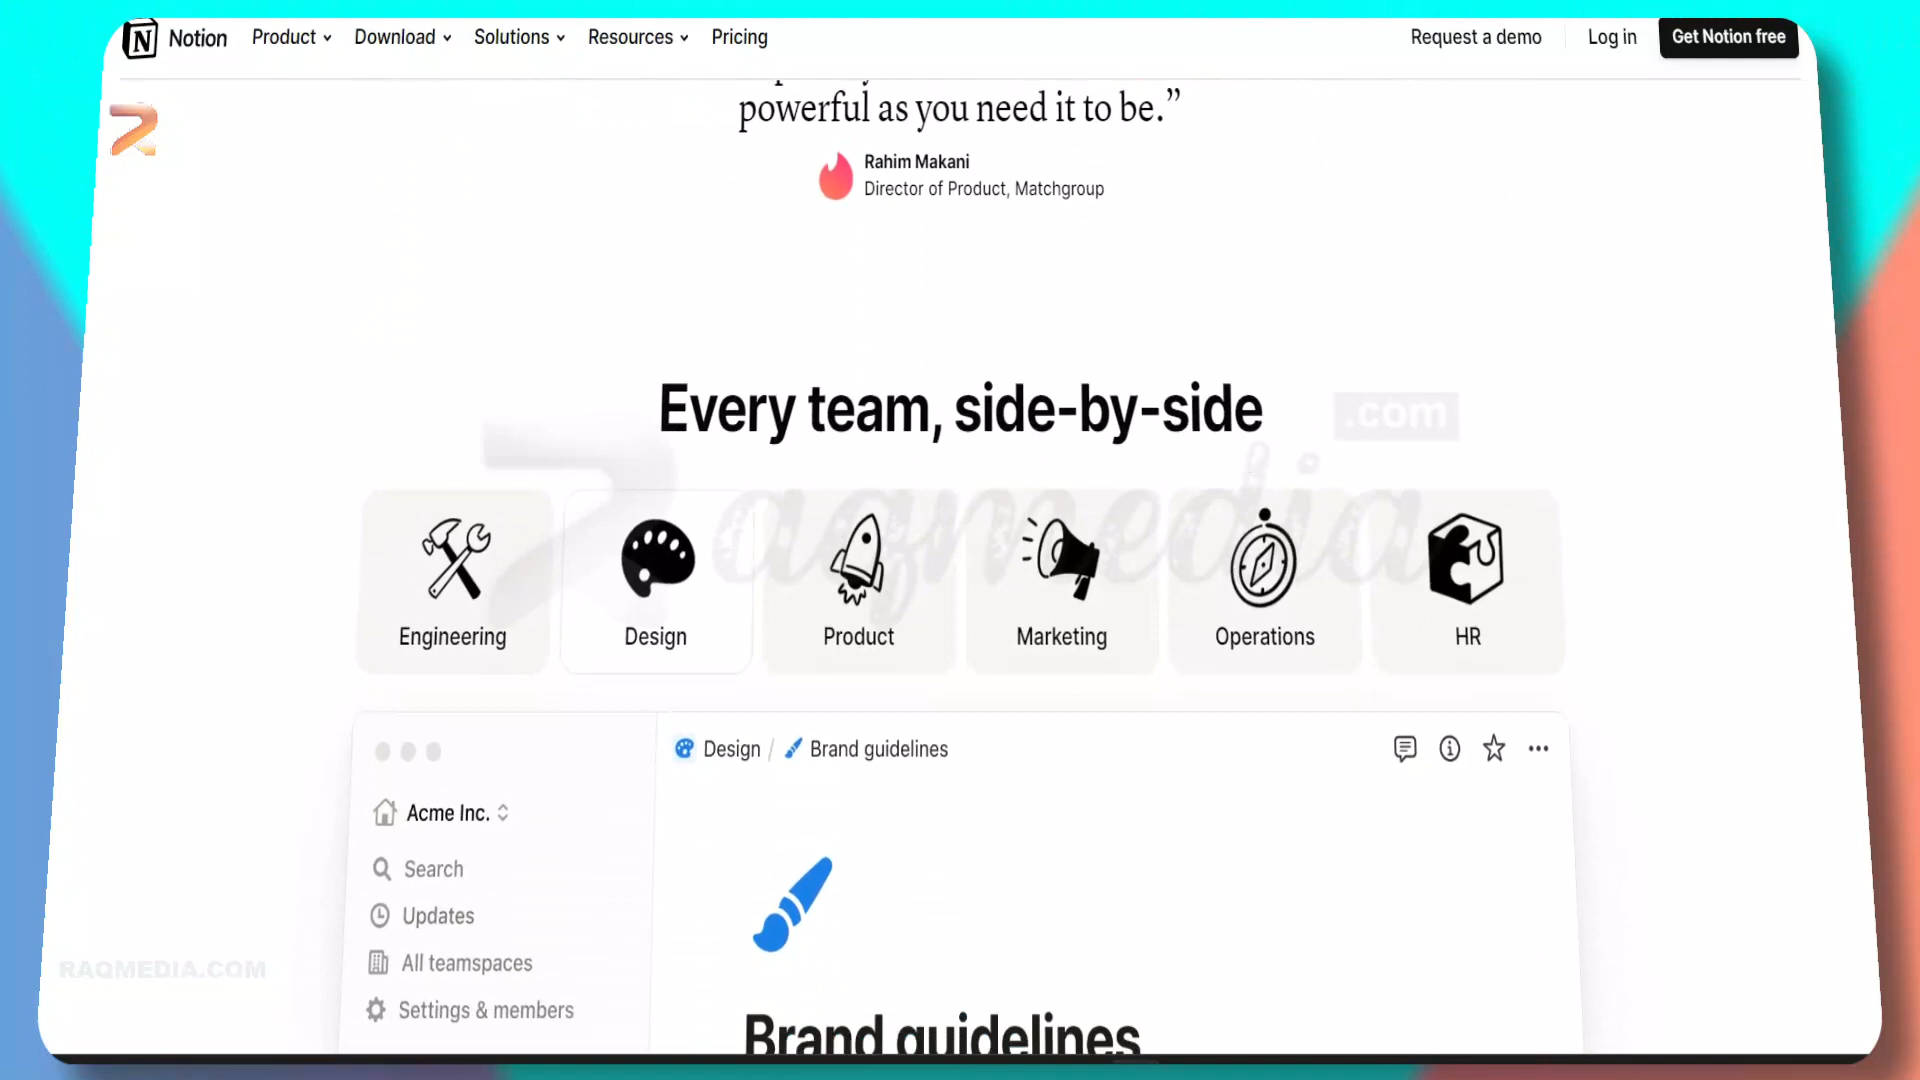 Notion
Product
Download
Solutions
Resources
Pricing
Request a demo
Log in
Get Notion free
powerful as you need it to be.”
Rahim Makani
Director of Product, Matchgroup
Every team, side-by-side
.com
aqmedia
Engineering
Design
Product
Marketing
Operations
HR
Design / Brand guidelines
Acme Inc.
Search
Updates
All teamspaces
Settings & members
RAQMEDIA.COM
Brand guidelines